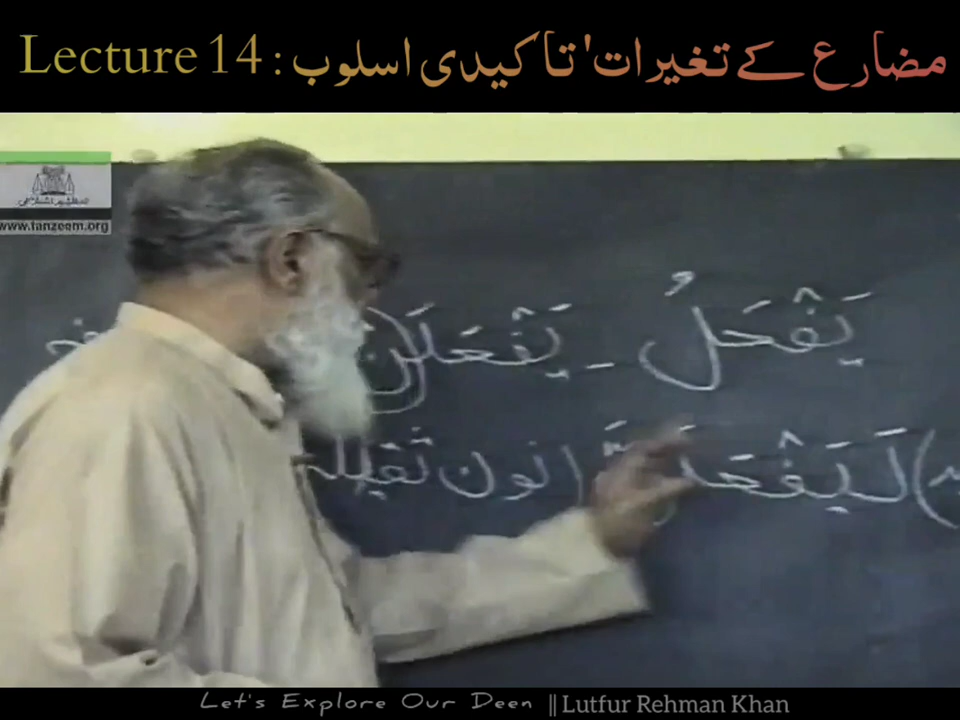 Lecture 14 : مضارع کے تغیرات' تاکیدی اسلوب
www.tanzeem.org
يَفْعَلُ - يَفْعَلَنْ
لَيَفْعَلَنَّ (نون ثقیلہ
Let's Explore Our Deen || Lutfur Rehman Khan